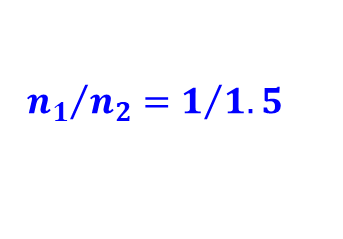 n₁/n₂ = 1/1.5